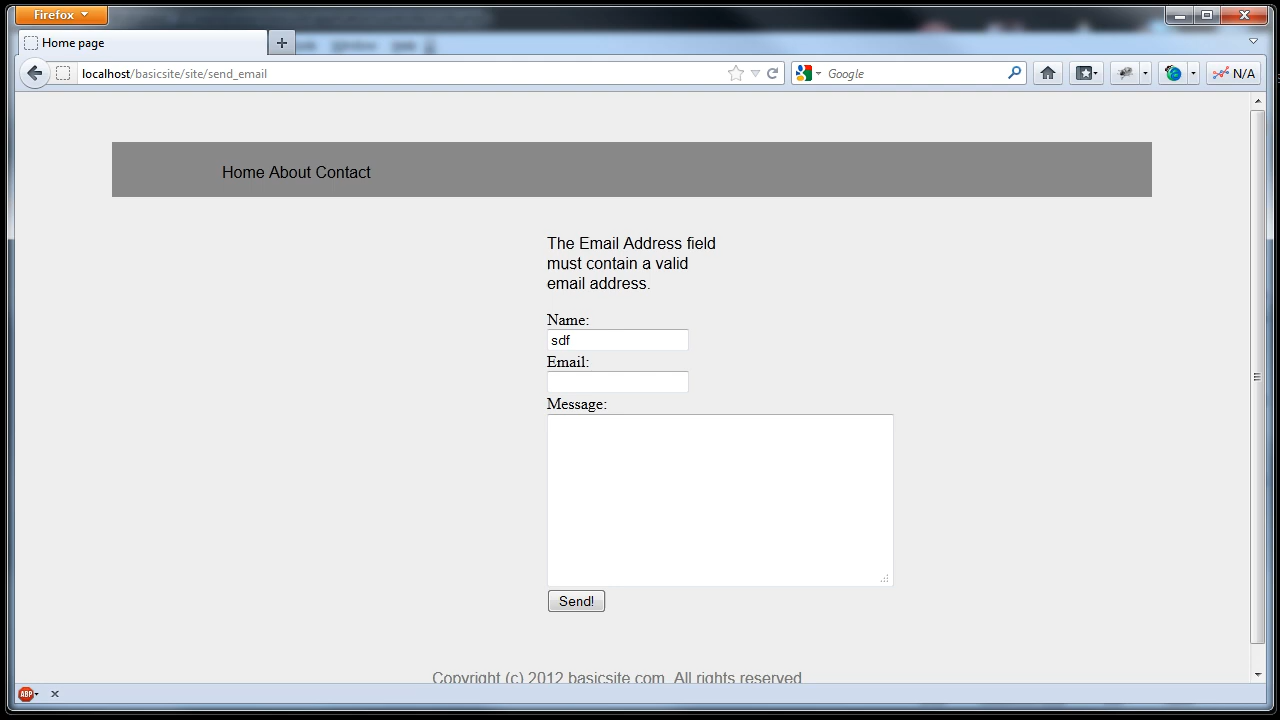 Firefox
Home page
localhost/basicsite/site/send_email
Google
N/A
Home About Contact
The Email Address field
must contain a valid
email address.
Name:
sdf
Email:
Message:
Send!
Copyright (c) 2012 basicsite.com. All rights reserved
ABP